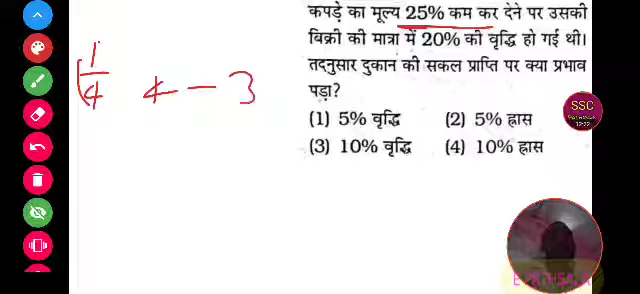 कपड़े का मूल्य 25% कम कर देने पर उसकी
बिक्री की मात्रा में 20% की वृद्धि हो गई थी।
तद्नुसार दुकान की सकल प्राप्ति पर क्या प्रभाव
पड़ा?
(1) 5% वृद्धि (2) 5% ह्रास
(3) 10% वृद्धि (4) 10% ह्रास
1/4 4 — 3
SSC